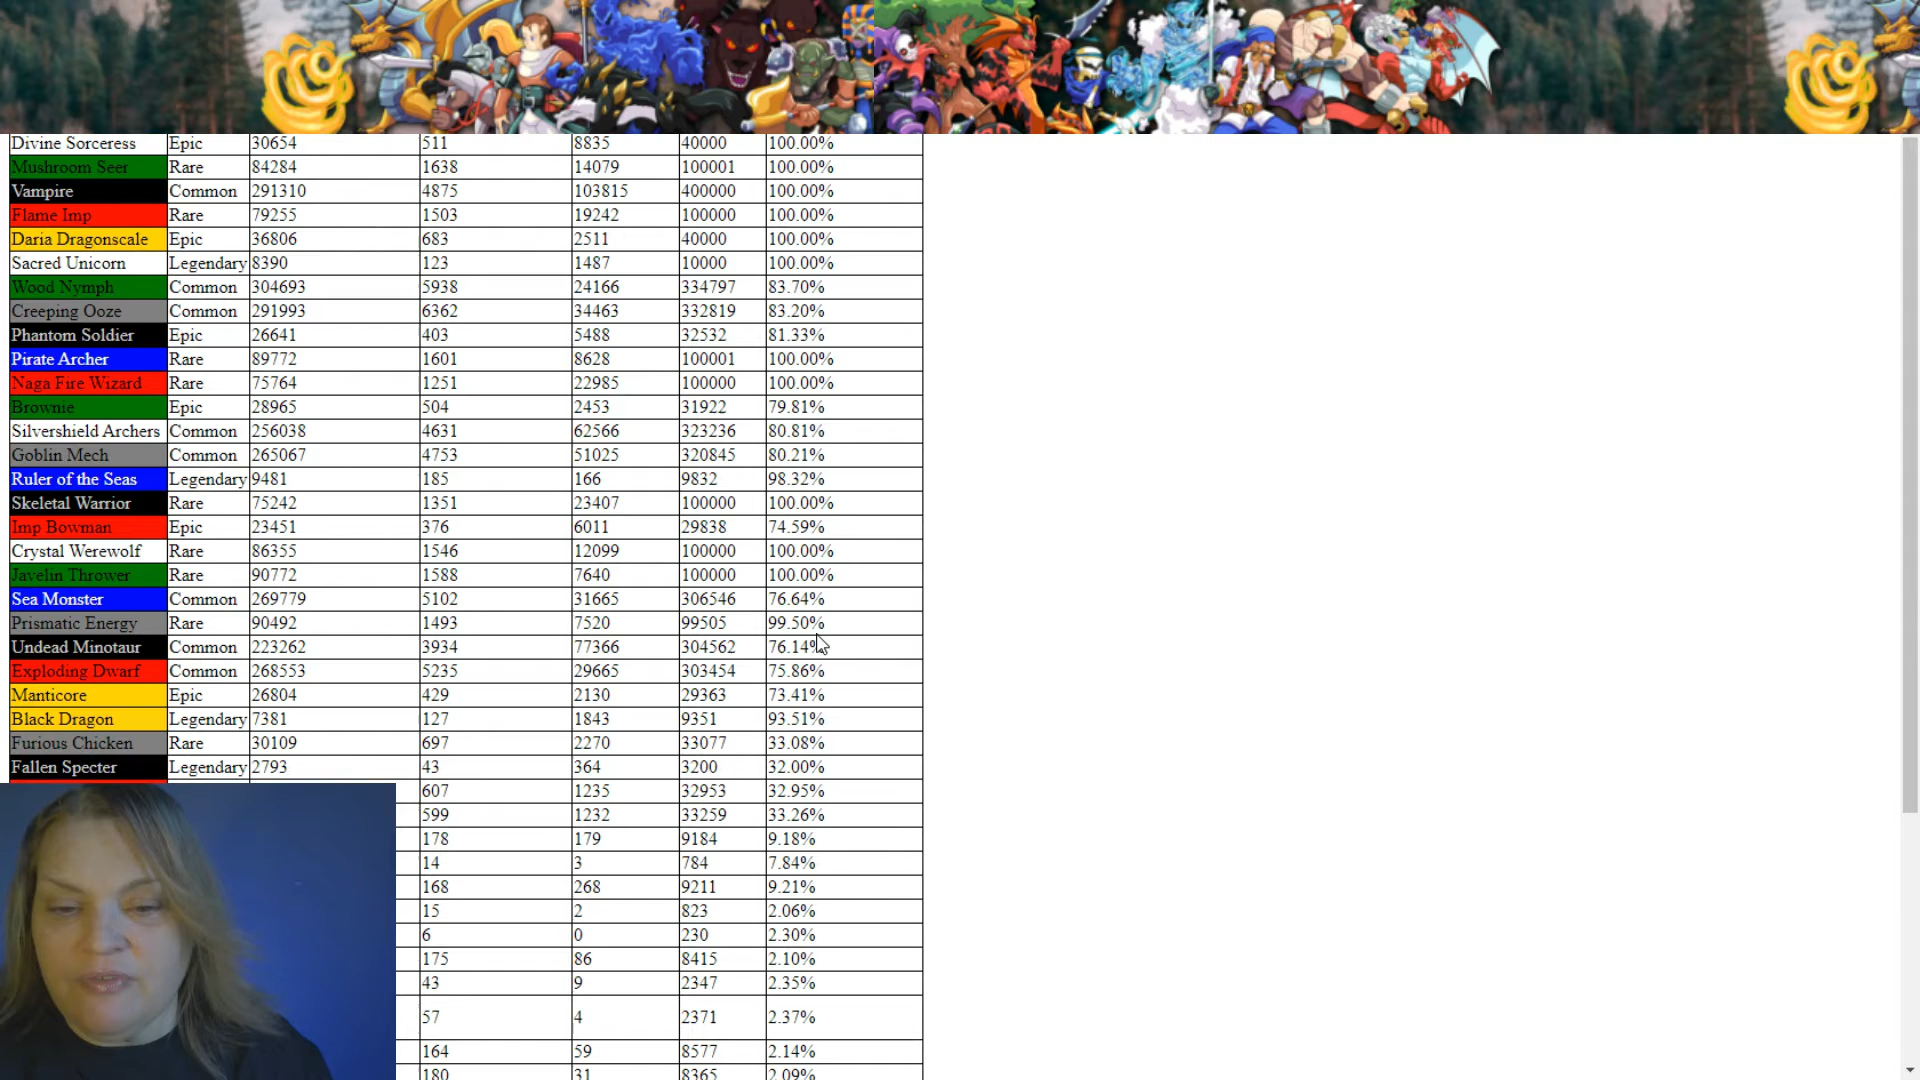 Divine Sorceress Epic 30654 511 8835 40000 100.00%
Mushroom Seer Rare 84284 1638 14079 100001 100.00%
Vampire Common 291310 4875 103815 400000 100.00%
Flame Imp Rare 79255 1503 19242 100000 100.00%
Daria Dragonscale Epic 36806 683 2511 40000 100.00%
Sacred Unicorn Legendary 8390 123 1487 10000 100.00%
Wood Nymph Common 304693 5938 24166 334797 83.70%
Creeping Ooze Common 291993 6362 34463 332819 83.20%
Phantom Soldier Epic 26641 403 5488 32532 81.33%
Pirate Archer Rare 89772 1601 8628 100001 100.00%
Naga Fire Wizard Rare 75764 1251 22985 100000 100.00%
Brownie Epic 28965 504 2453 31922 79.81%
Silvershield Archers Common 256038 4631 62566 323236 80.81%
Goblin Mech Common 265067 4753 51025 320845 80.21%
Ruler of the Seas Legendary 9481 185 166 9832 98.32%
Skeletal Warrior Rare 75242 1351 23407 100000 100.00%
Imp Bowman Epic 23451 376 6011 29838 74.59%
Crystal Werewolf Rare 86355 1546 12099 100000 100.00%
Javelin Thrower Rare 90772 1588 7640 100000 100.00%
Sea Monster Common 269779 5102 31665 306546 76.64%
Prismatic Energy Rare 90492 1493 7520 99505 99.50%
Undead Minotaur Common 223262 3934 77366 304562 76.14%
Exploding Dwarf Common 268553 5235 29665 303454 75.86%
Manticore Epic 26804 429 2130 29363 73.41%
Black Dragon Legendary 7381 127 1843 9351 93.51%
Furious Chicken Rare 30109 697 2270 33077 33.08%
Fallen Specter Legendary 2793 43 364 3200 32.00%
607 1235 32953 32.95%
599 1232 33259 33.26%
178 179 9184 9.18%
14 3 784 7.84%
168 268 9211 9.21%
15 2 823 2.06%
6 0 230 2.30%
175 86 8415 2.10%
43 9 2347 2.35%
57 4 2371 2.37%
164 59 8577 2.14%
180 31 8365 2.09%